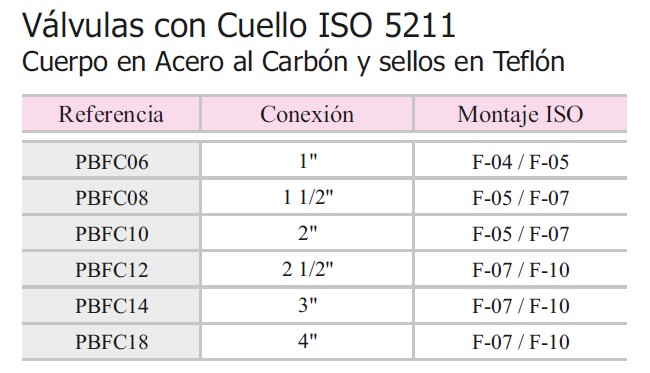 Válvulas con Cuello ISO 5211
Cuerpo en Acero al Carbón y sellos en Teflón
Referencia Conexión Montaje ISO
PBFC06 1" F-04 / F-05
PBFC08 1 1/2" F-05 / F-07
PBFC10 2" F-05 / F-07
PBFC12 2 1/2" F-07 / F-10
PBFC14 3" F-07 / F-10
PBFC18 4" F-07 / F-10